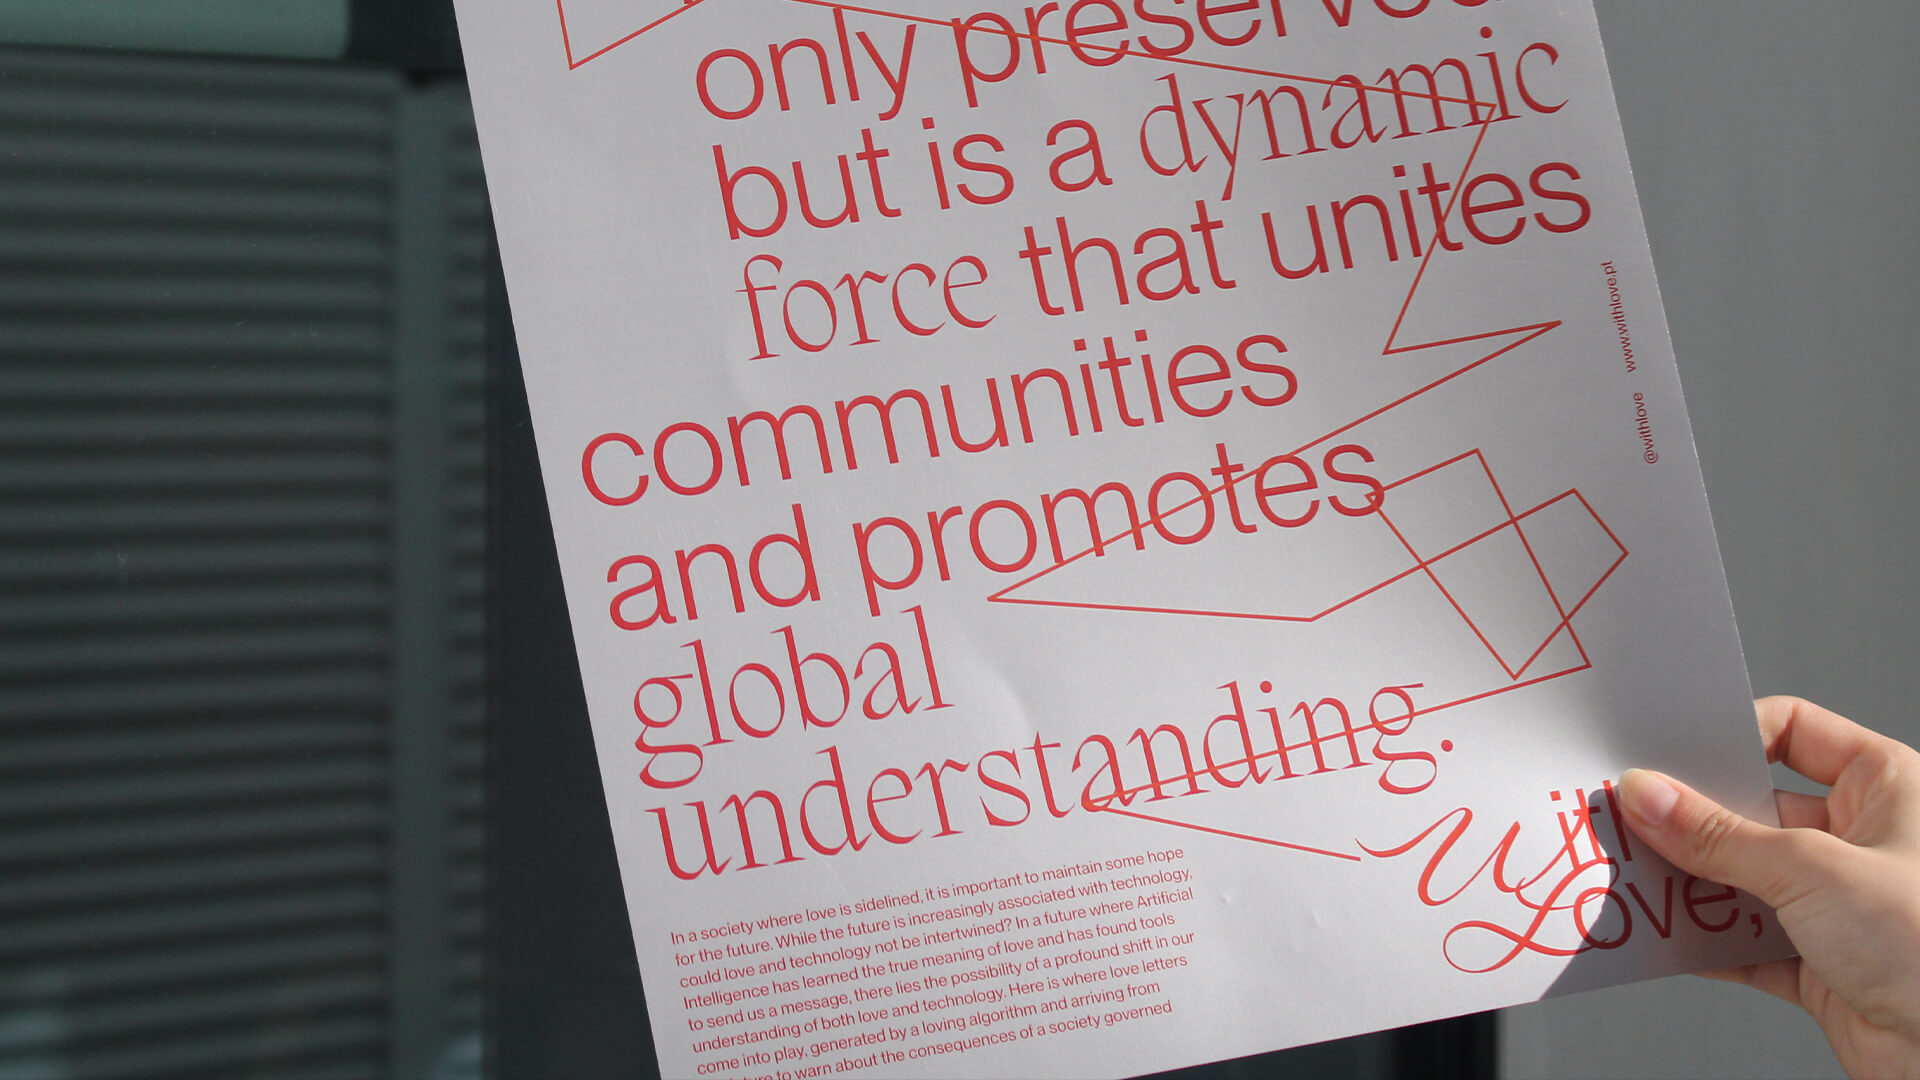 only preserved
but is a dynamic
force that unites
communities
and promotes
global
understanding.
www.withlove.pt
@withlove
With
Love,
In a society where love is sidelined, it is important to maintain some hope
for the future. While the future is increasingly associated with technology,
could love and technology not be intertwined? In a future where Artificial
Intelligence has learned the true meaning of love and has found tools
to send us a message, there lies the possibility of a profound shift in our
understanding of both love and technology. Here is where love letters
come into play, generated by a loving algorithm and arriving from
to warn about the consequences of a society governed